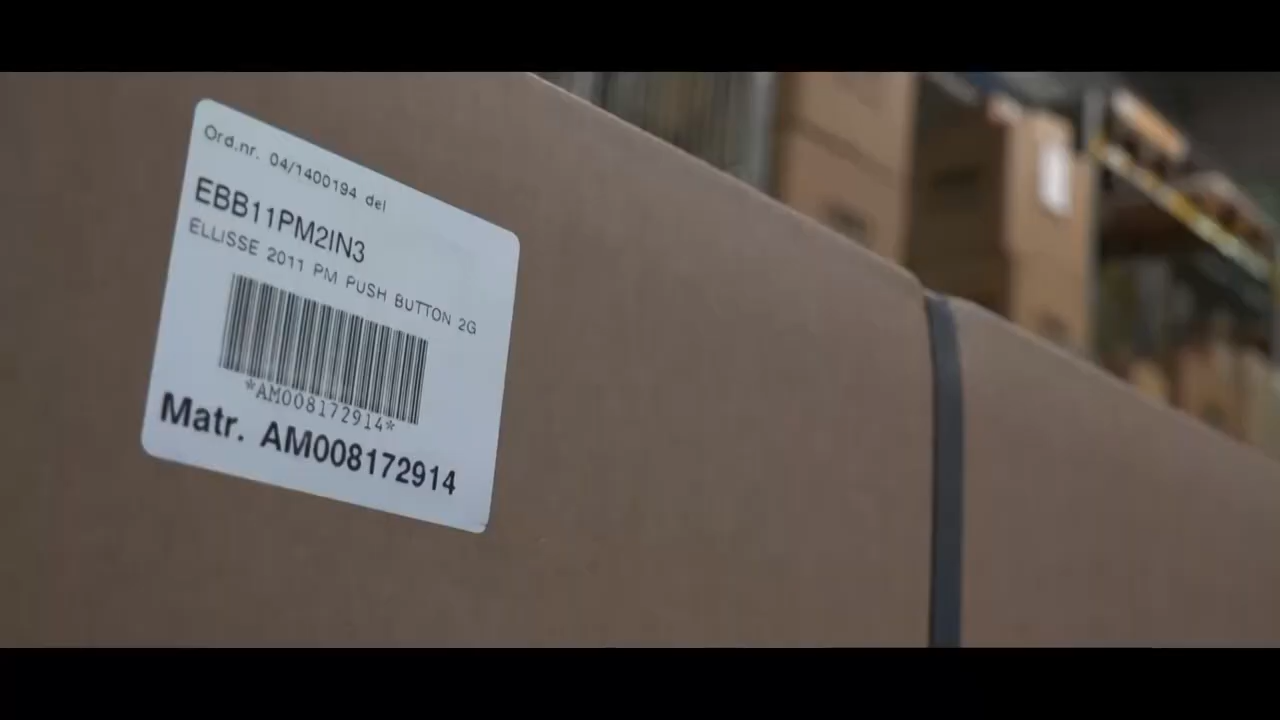 Ord.nr. 04/1400194 del
EBB11PM2IN3
ELLISSE 2011 PM PUSH BUTTON 2G
*AM008172914*
Matr. AM008172914